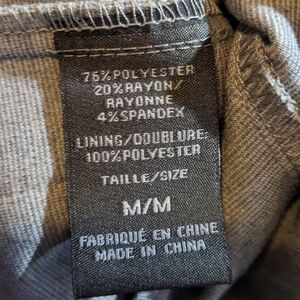 76%POLYESTER
20%RAYON/
RAYONNE
4%SPANDEX
LINING/DOUBLURE:
100%POLYESTER
TAILLE/SIZE
M/M
FABRIQUÉ EN CHINE
MADE IN CHINA